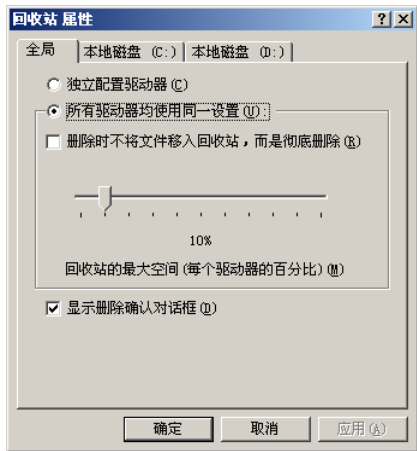 回收站 属性
全局 本地磁盘 (C:) 本地磁盘 (D:)
独立配置驱动器(C)
所有驱动器均使用同一设置(U):
删除时不将文件移入回收站，而是彻底删除(R)
10%
回收站的最大空间(每个驱动器的百分比)(M)
显示删除确认对话框(D)
确定 取消 应用(A)